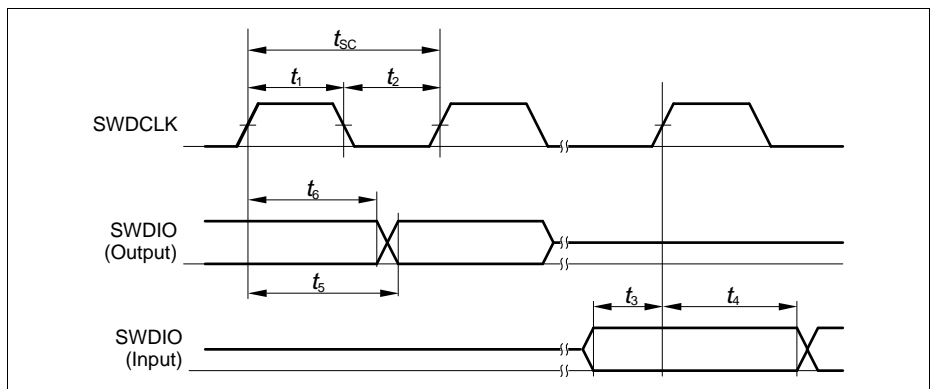 tSC
t1 t2
SWDCLK
t6
SWDIO
(Output)
t5
t3 t4
SWDIO
(Input)